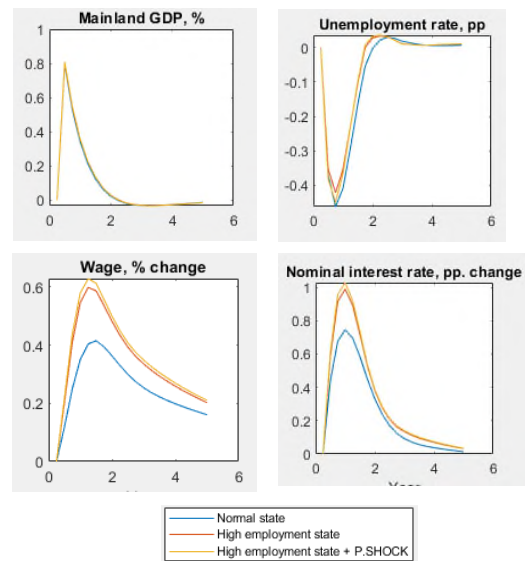 Mainland GDP, %
1
0.8
0.6
0.4
0.2
0
0 2 4 6
Unemployment rate, pp
0
-0.1
-0.2
-0.3
-0.4
0 2 4 6
Wage, % change
0.6
0.4
0.2
0
0 2 4 6
Nominal interest rate, pp. change
1
0.8
0.6
0.4
0.2
0
0 2 4 6
Normal state
High employment state
High employment state + P.SHOCK